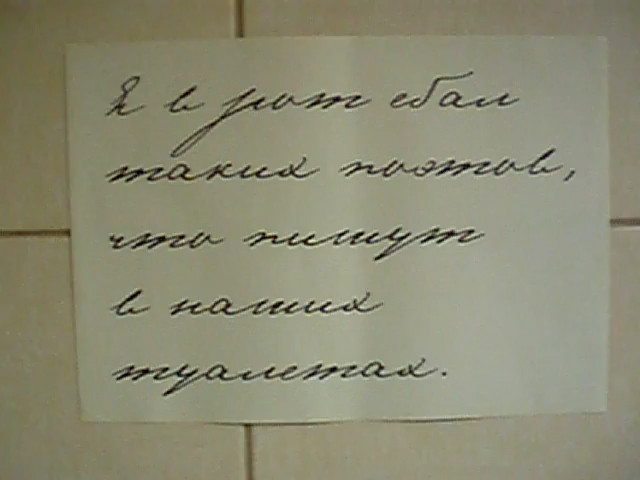 Я в рот ебал
таких поэтов,
что пишут
в наших
туалетах.